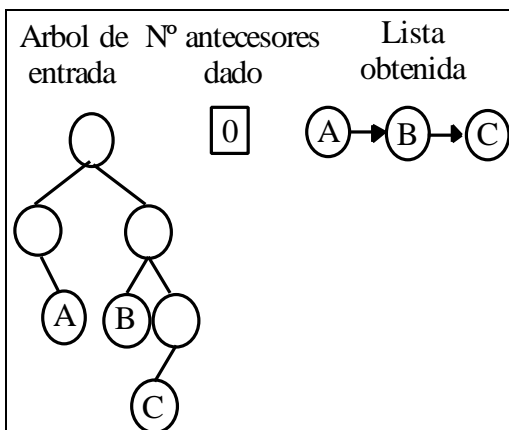 Arbol de entrada
Nº antecesores dado
Lista obtenida
0
A B C
A
B
C